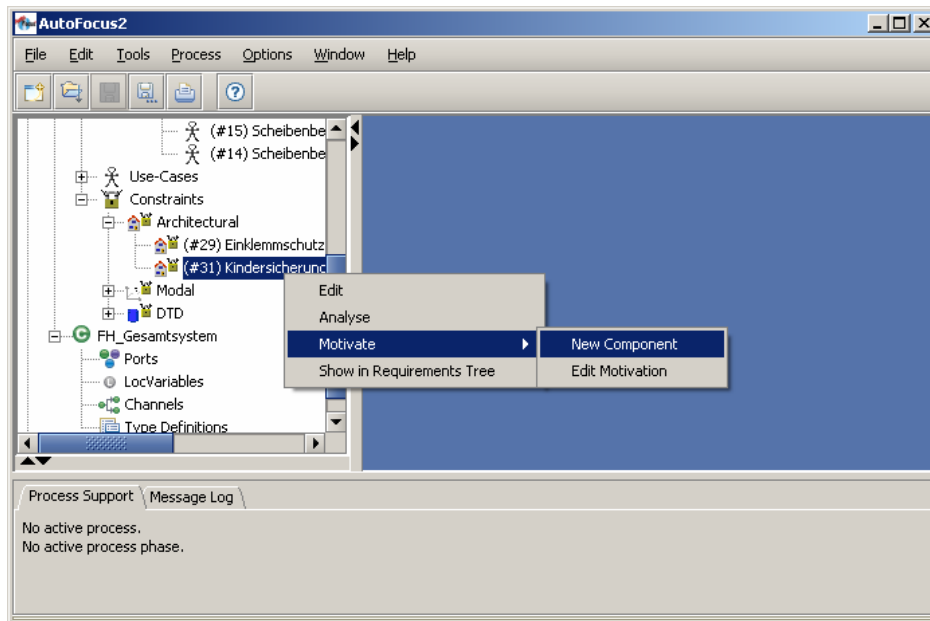 AutoFocus2
File Edit Tools Process Options Window Help
(#15) Scheibenbe
(#14) Scheibenbe
Use-Cases
Constraints
Architectural
(#29) Einklemmschutz
(#31) Kindersicherung
Modal
DTD
FH_Gesamtsystem
Ports
LocVariables
Channels
Type Definitions
Edit
Analyse
Motivate
Show in Requirements Tree
New Component
Edit Motivation
Process Support Message Log
No active process.
No active process phase.